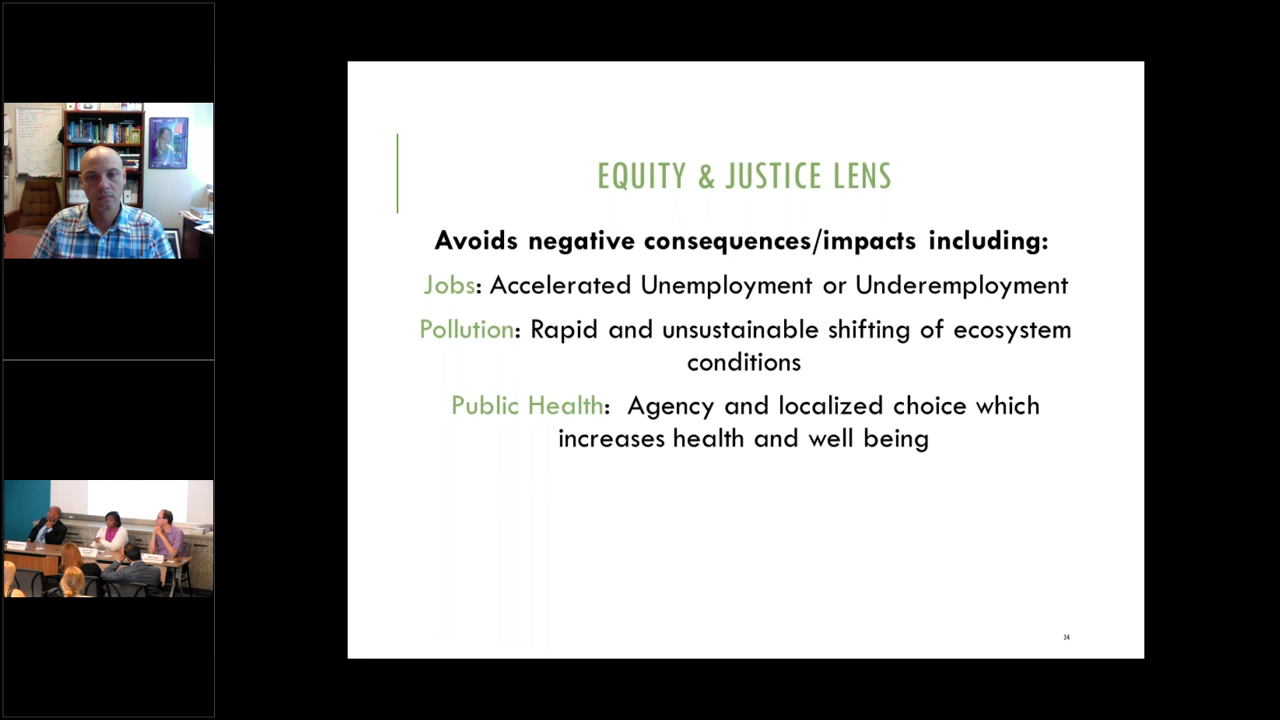 EQUITY & JUSTICE LENS
Avoids negative consequences/impacts including:
Jobs: Accelerated Unemployment or Underemployment
Pollution: Rapid and unsustainable shifting of ecosystem
conditions
Public Health: Agency and localized choice which
increases health and well being
34